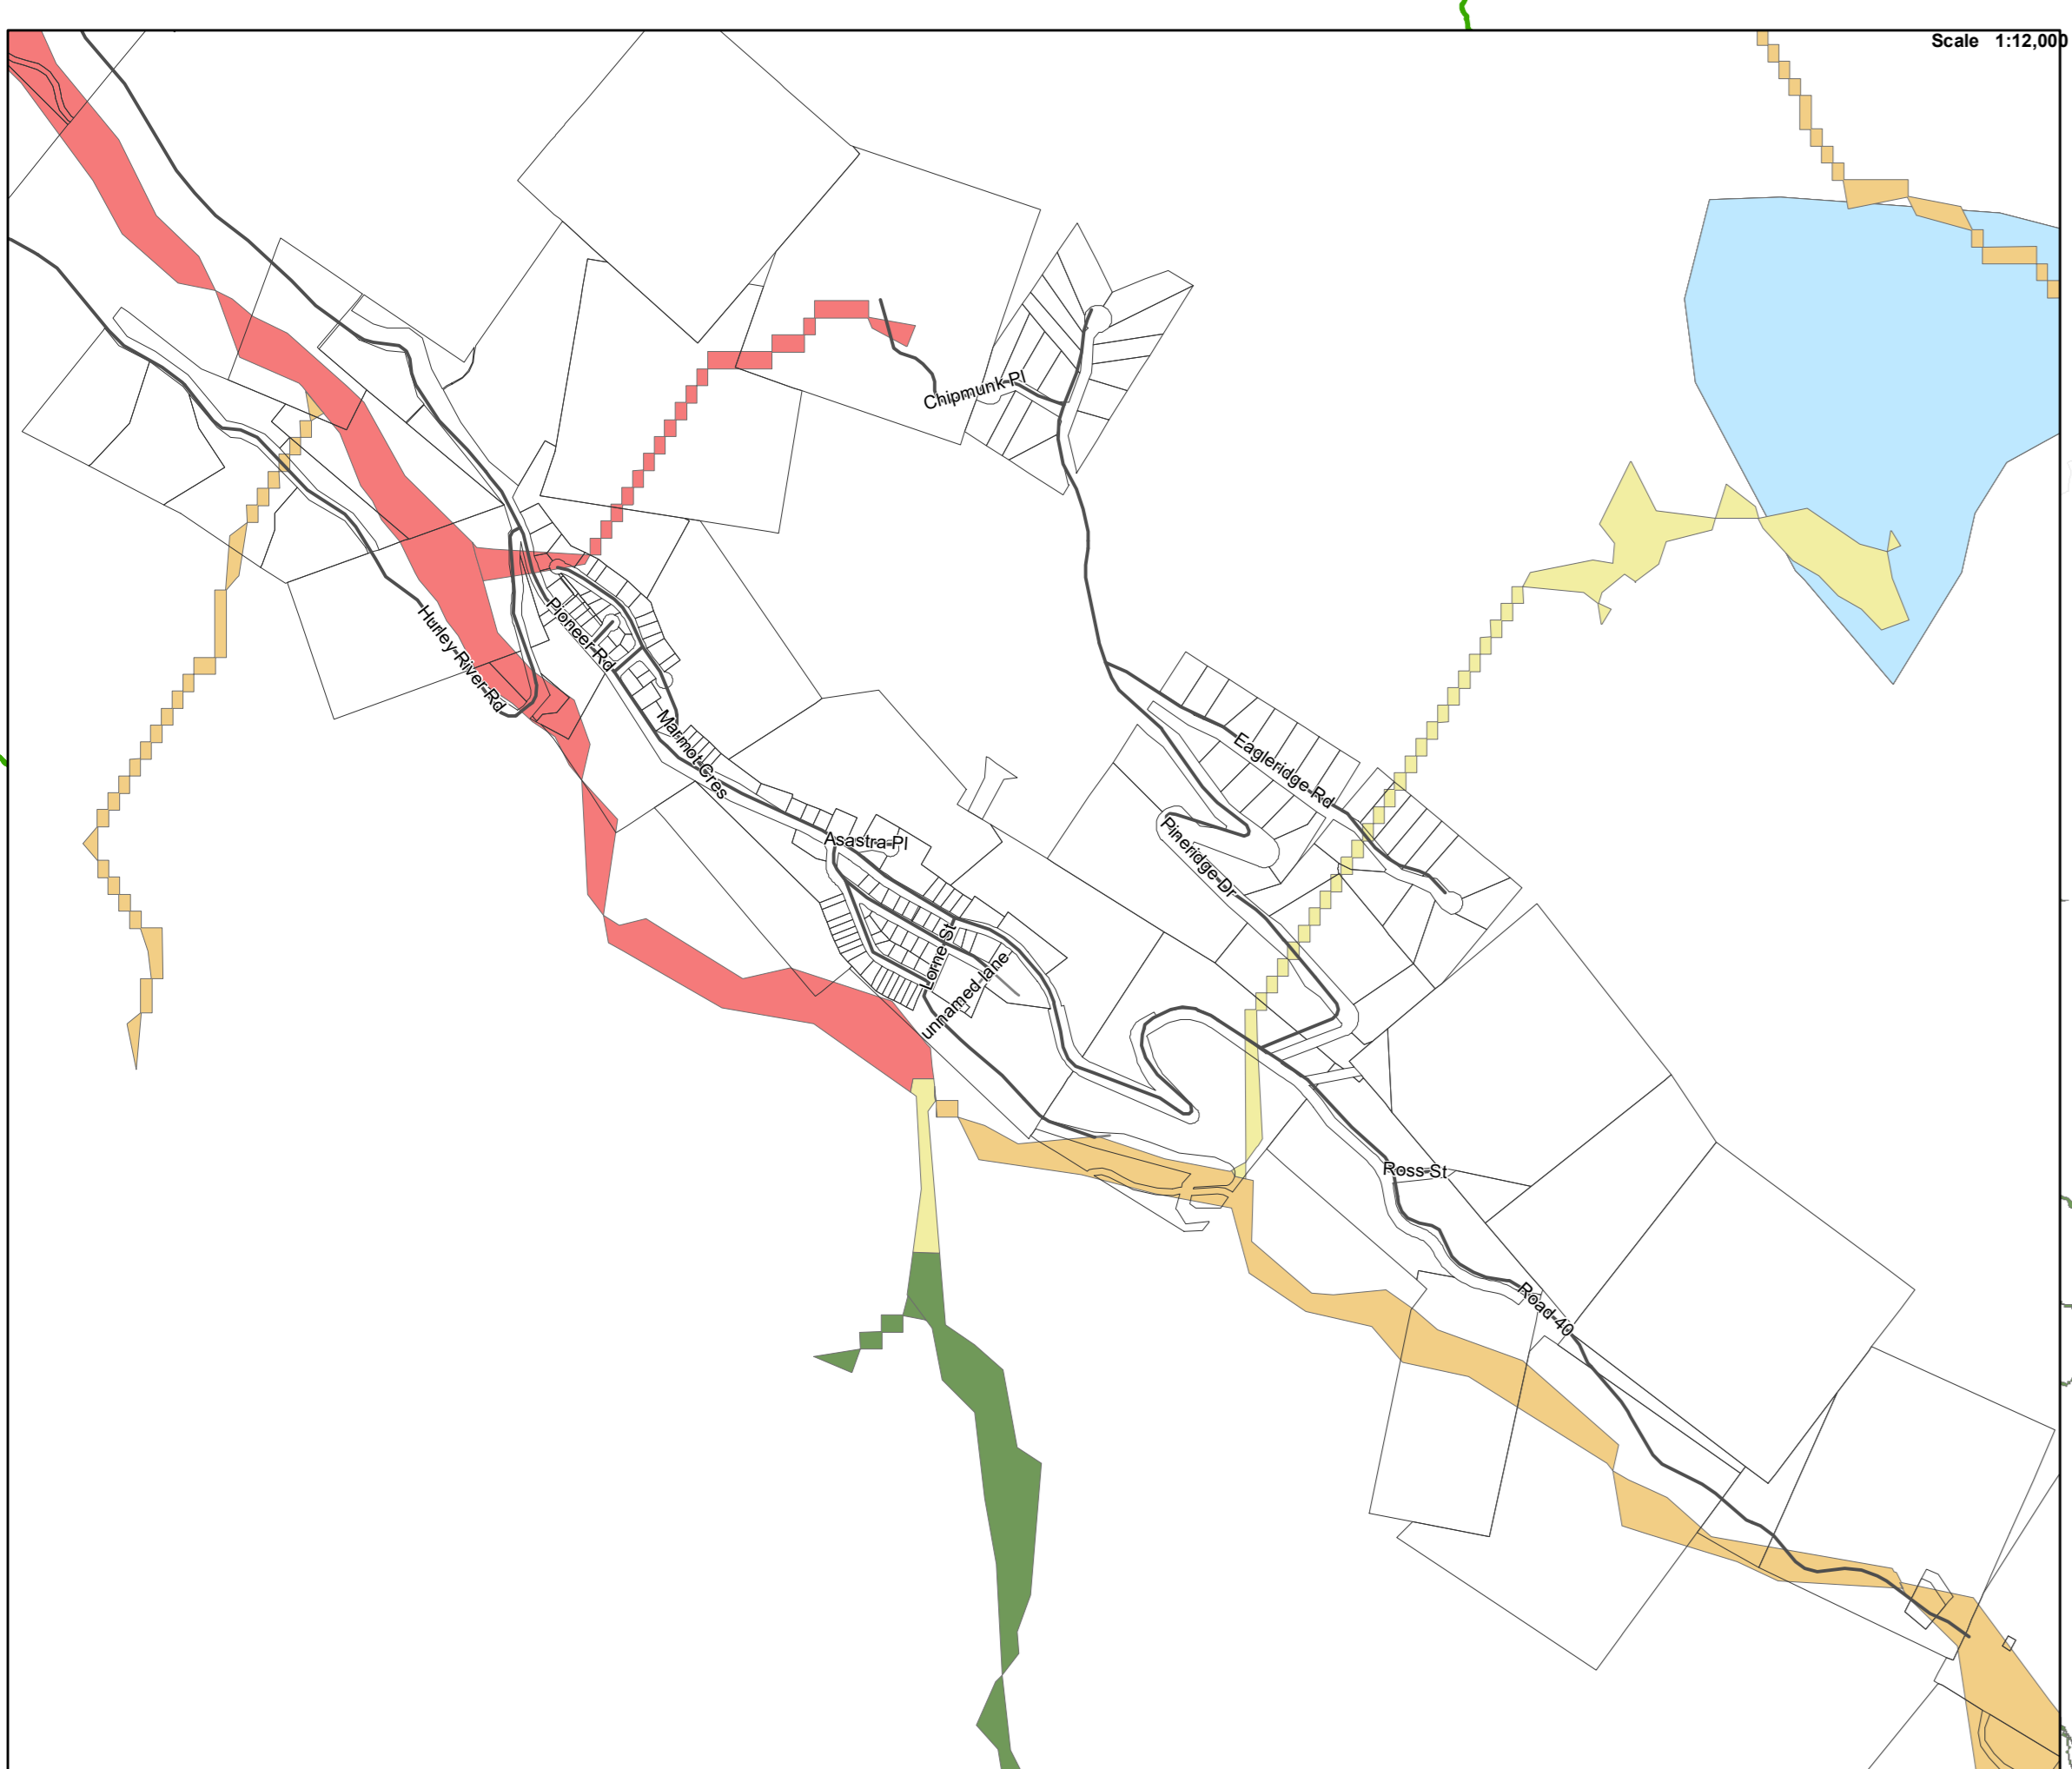 Scale 1:12,000
Chipmunk Pl
Hurley River Rd
Pioneer Rd
Marmot Cres
Eagleridge Rd
Asastra Pl
Pineridge Dr
Lorne St
unnamed lane
Ross St
Road 40